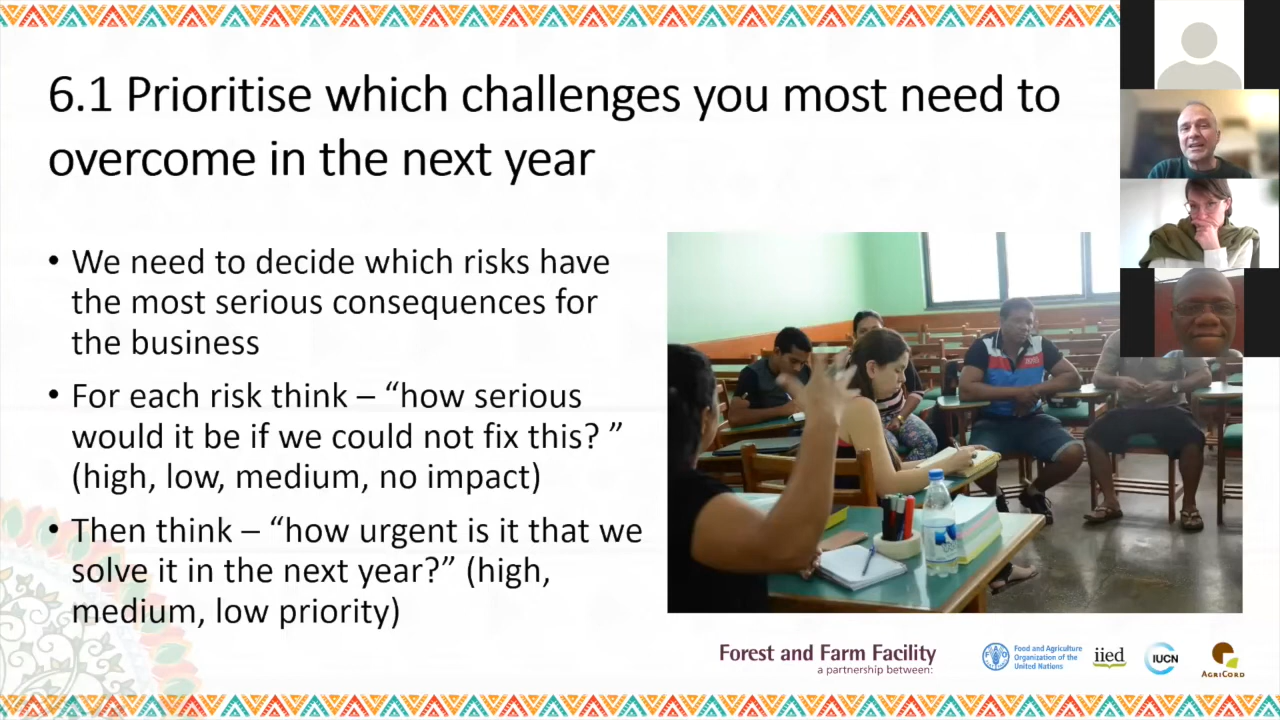 6.1 Prioritise which challenges you most need to
overcome in the next year
• We need to decide which risks have
the most serious consequences for
the business
• For each risk think – “how serious
would it be if we could not fix this? ”
(high, low, medium, no impact)
• Then think – “how urgent is it that we
solve it in the next year?” (high,
medium, low priority)
Forest and Farm Facility
a partnership between:
FAO
Food and Agriculture
Organization of the
United Nations
iied
IUCN
AgriCord